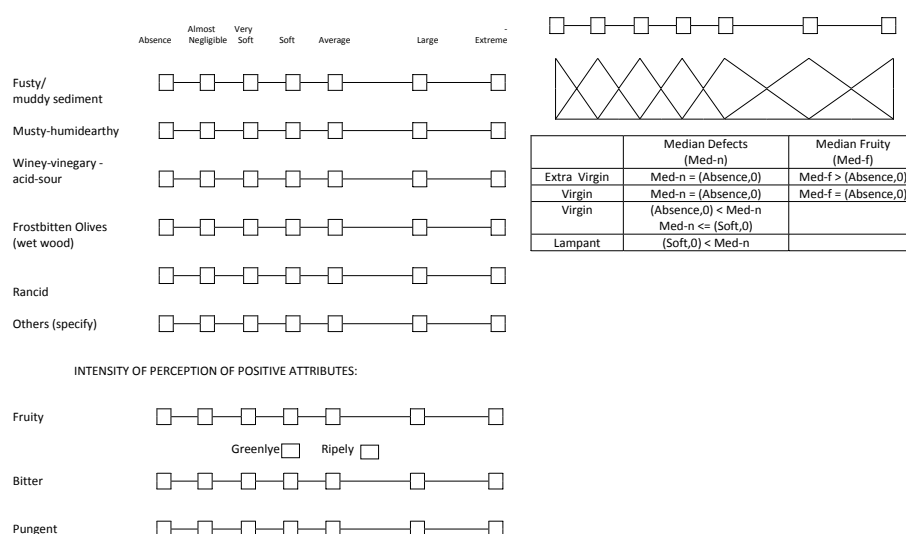 Absence Almost Negligible Very Soft Soft Average Large - Extreme
Fusty/
muddy sediment
Musty-humidearthy
Winey-vinegary -
acid-sour
Frostbitten Olives
(wet wood)
Rancid
Others (specify)
INTENSITY OF PERCEPTION OF POSITIVE ATTRIBUTES:
Fruity
Greenlye Ripely
Bitter
Pungent
Median Defects Median Fruity
(Med-n) (Med-f)
Extra Virgin Med-n = (Absence,0) Med-f > (Absence,0)
Virgin Med-n = (Absence,0) Med-f = (Absence,0)
Virgin (Absence,0) < Med-n
Med-n <= (Soft,0)
Lampant (Soft,0) < Med-n